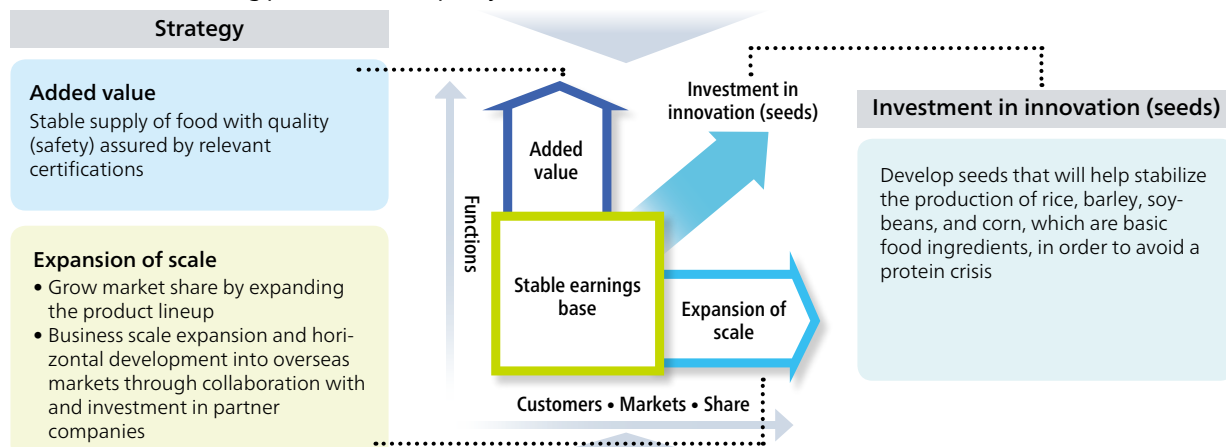 Strategy
Added value
Stable supply of food with quality
(safety) assured by relevant
certifications
Expansion of scale
• Grow market share by expanding
the product lineup
• Business scale expansion and hori-
zontal development into overseas
markets through collaboration with
and investment in partner
companies
Functions
Added
value
Stable earnings
base
Investment in
innovation (seeds)
Expansion of
scale
Customers • Markets • Share
Investment in innovation (seeds)
Develop seeds that will help stabilize
the production of rice, barley, soy-
beans, and corn, which are basic
food ingredients, in order to avoid a
protein crisis